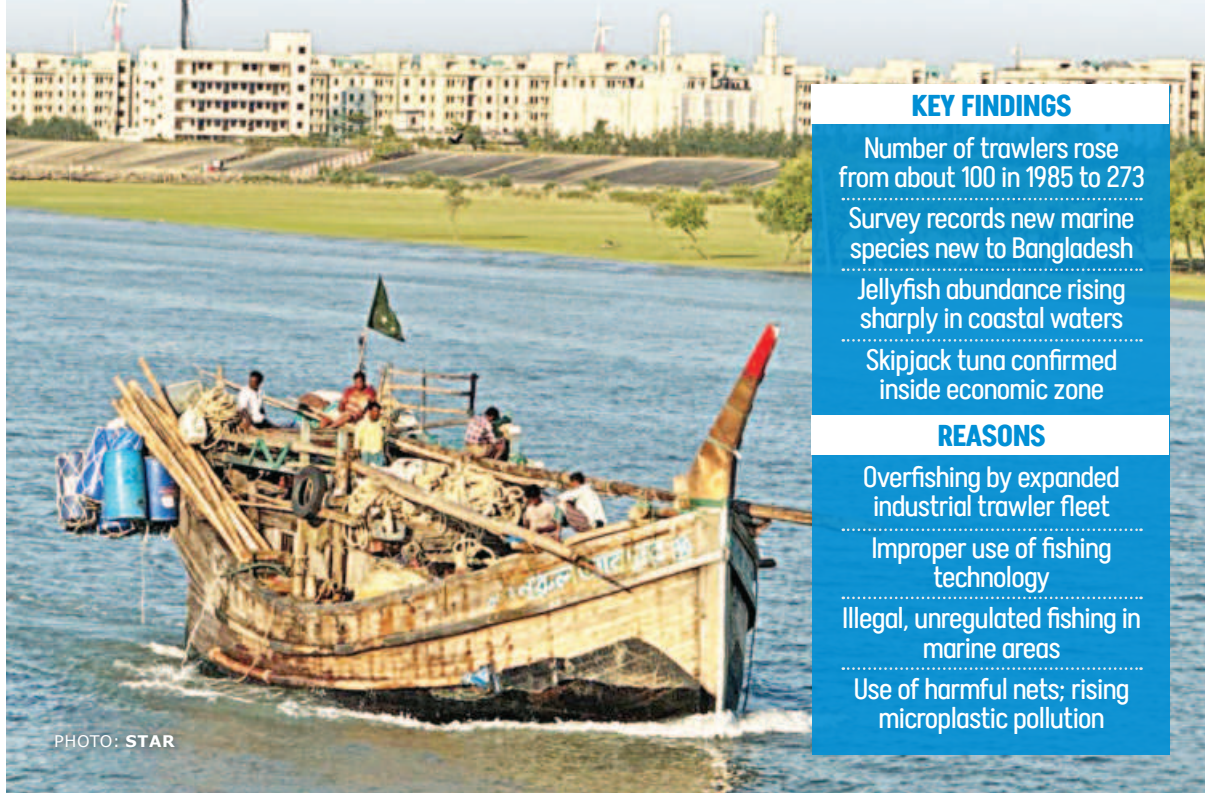 KEY FINDINGS
Number of trawlers rose
from about 100 in 1985 to 273
Survey records new marine
species new to Bangladesh
Jellyfish abundance rising
sharply in coastal waters
Skipjack tuna confirmed
inside economic zone
REASONS
Overfishing by expanded
industrial trawler fleet
Improper use of fishing
technology
Illegal, unregulated fishing in
marine areas
Use of harmful nets; rising
microplastic pollution
PHOTO: STAR